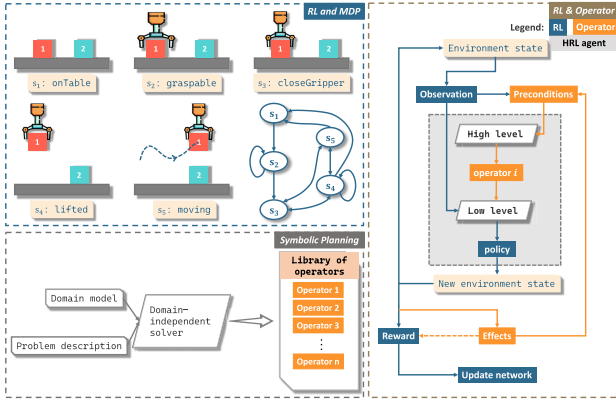 RL and MDP
1
2
1
2
1
2
s₁: onTable
s₂: graspable
s₃: closeGripper
1
2
1
2
s₄: lifted
s₅: moving
s₁
s₂
s₃
s₄
s₅
Symbolic Planning
Domain model
Problem description
Domain—
independent
solver
Library of
operators
Operator 1
Operator 2
Operator 3
⋮
Operator n
RL & Operator
Legend: RL Operator
HRL agent
Environment state
Observation
Preconditions
High level
operator i
Low level
policy
New environment state
Reward
Effects
Update network